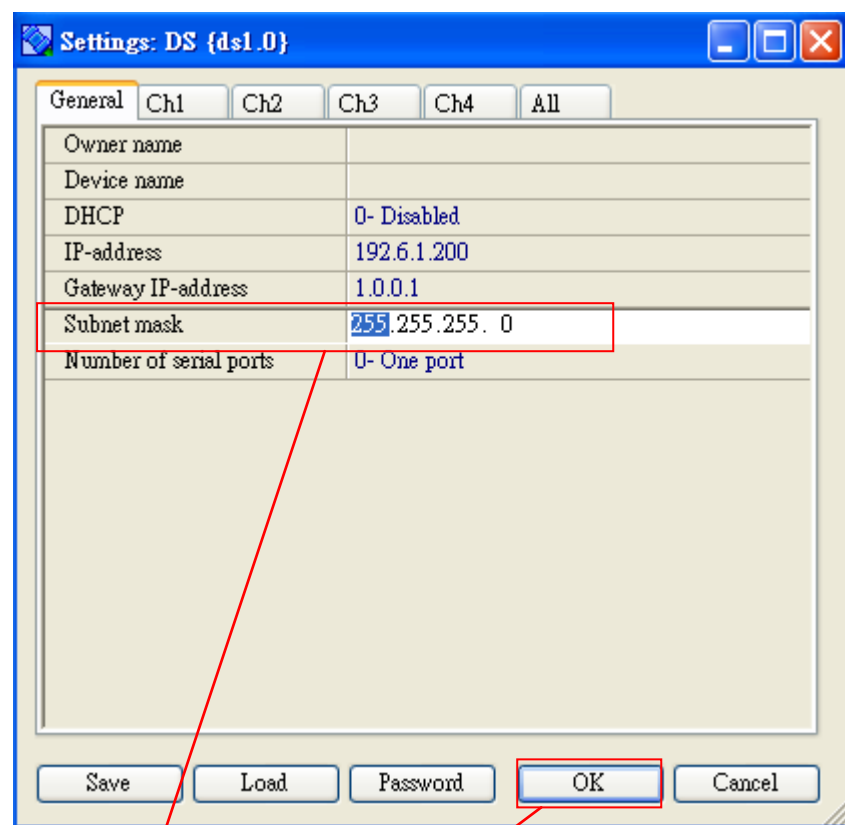 Settings: DS {ds1.0}
General Ch1 Ch2 Ch3 Ch4 All
Owner name
Device name
DHCP 0- Disabled
IP-address 192.6.1.200
Gateway IP-address 1.0.0.1
Subnet mask 255.255.255. 0
Number of serial ports 0- One port
Save Load Password OK Cancel